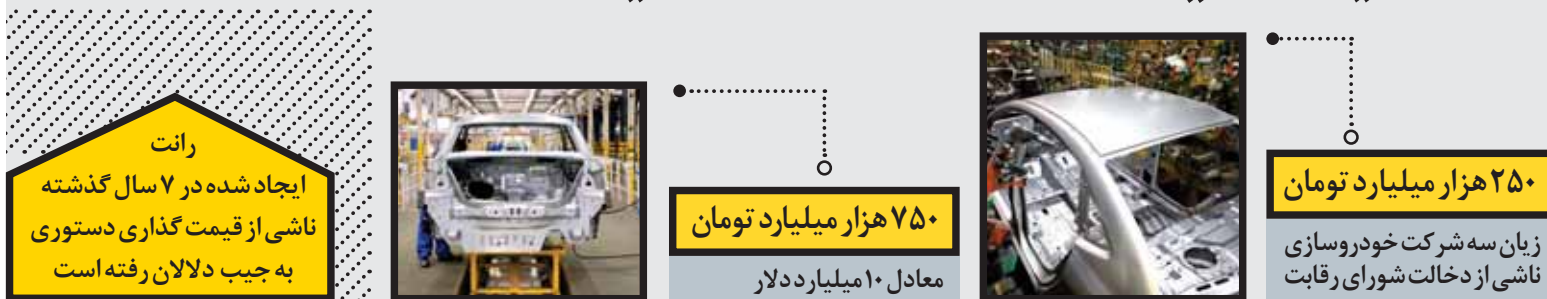 ۲۵۰ هزار میلیارد تومان
زیان سه شرکت خودروسازی
ناشی از دخالت شورای رقابت
۷۵۰ هزار میلیارد تومان
معادل ۱۰ میلیارد دلار
رانت
ایجاد شده در ۷ سال گذشته
ناشی از قیمت گذاری دستوری
به جیب دلالان رفته است